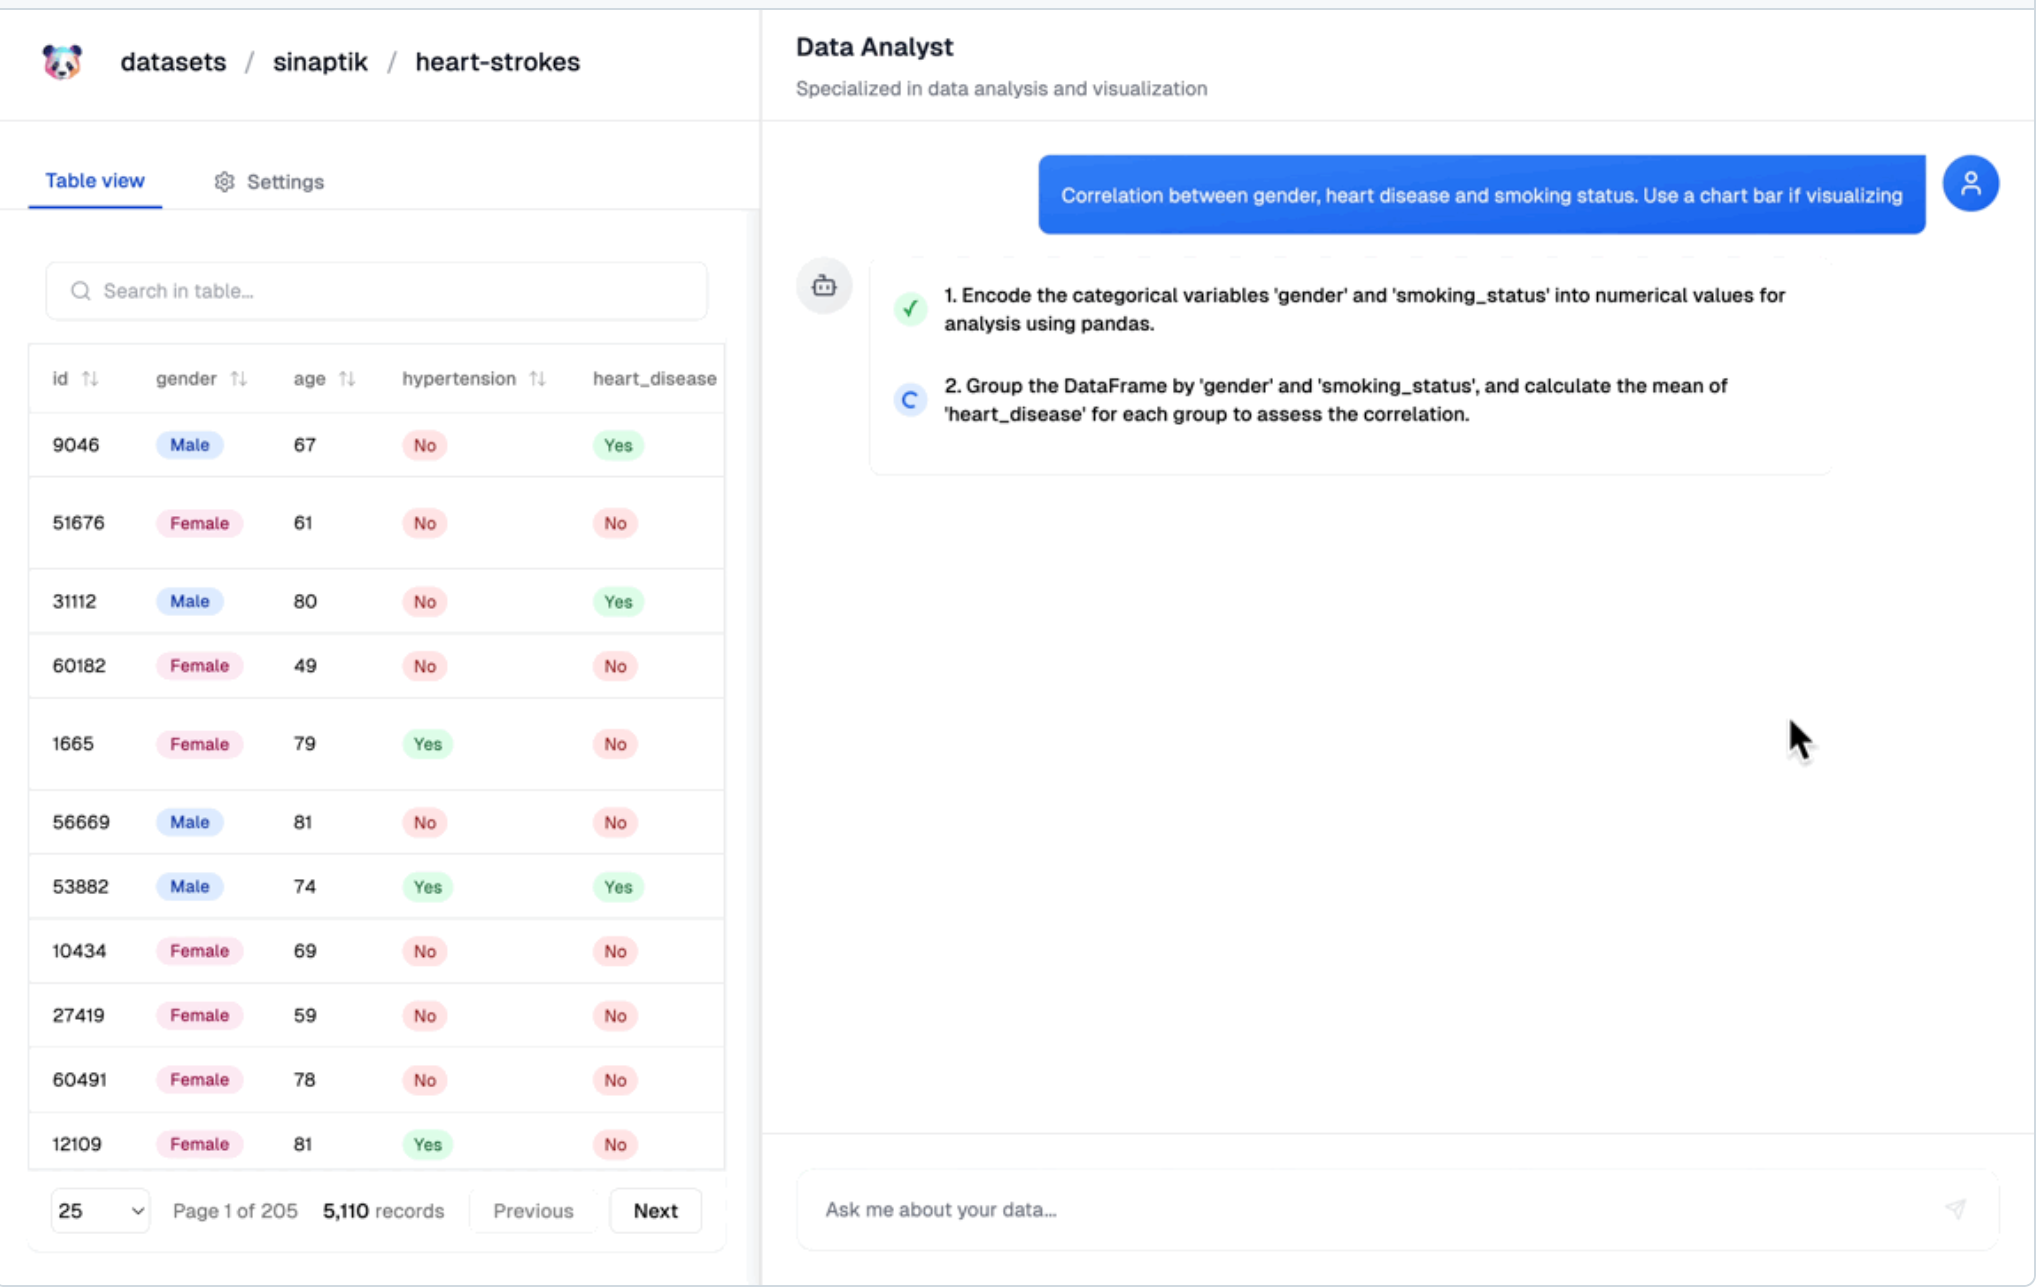 datasets / sinaptik / heart-strokes
Table view
Settings
Search in table...
id gender age hypertension heart_disease
9046 Male 67 No Yes
51676 Female 61 No No
31112 Male 80 No Yes
60182 Female 49 No No
1665 Female 79 Yes No
56669 Male 81 No No
53882 Male 74 Yes Yes
10434 Female 69 No No
27419 Female 59 No No
60491 Female 78 No No
12109 Female 81 Yes No
25 Page 1 of 205 5,110 records Previous Next
Data Analyst
Specialized in data analysis and visualization
Correlation between gender, heart disease and smoking status. Use a chart bar if visualizing
1. Encode the categorical variables 'gender' and 'smoking_status' into numerical values for
analysis using pandas.
2. Group the DataFrame by 'gender' and 'smoking_status', and calculate the mean of
'heart_disease' for each group to assess the correlation.
Ask me about your data...